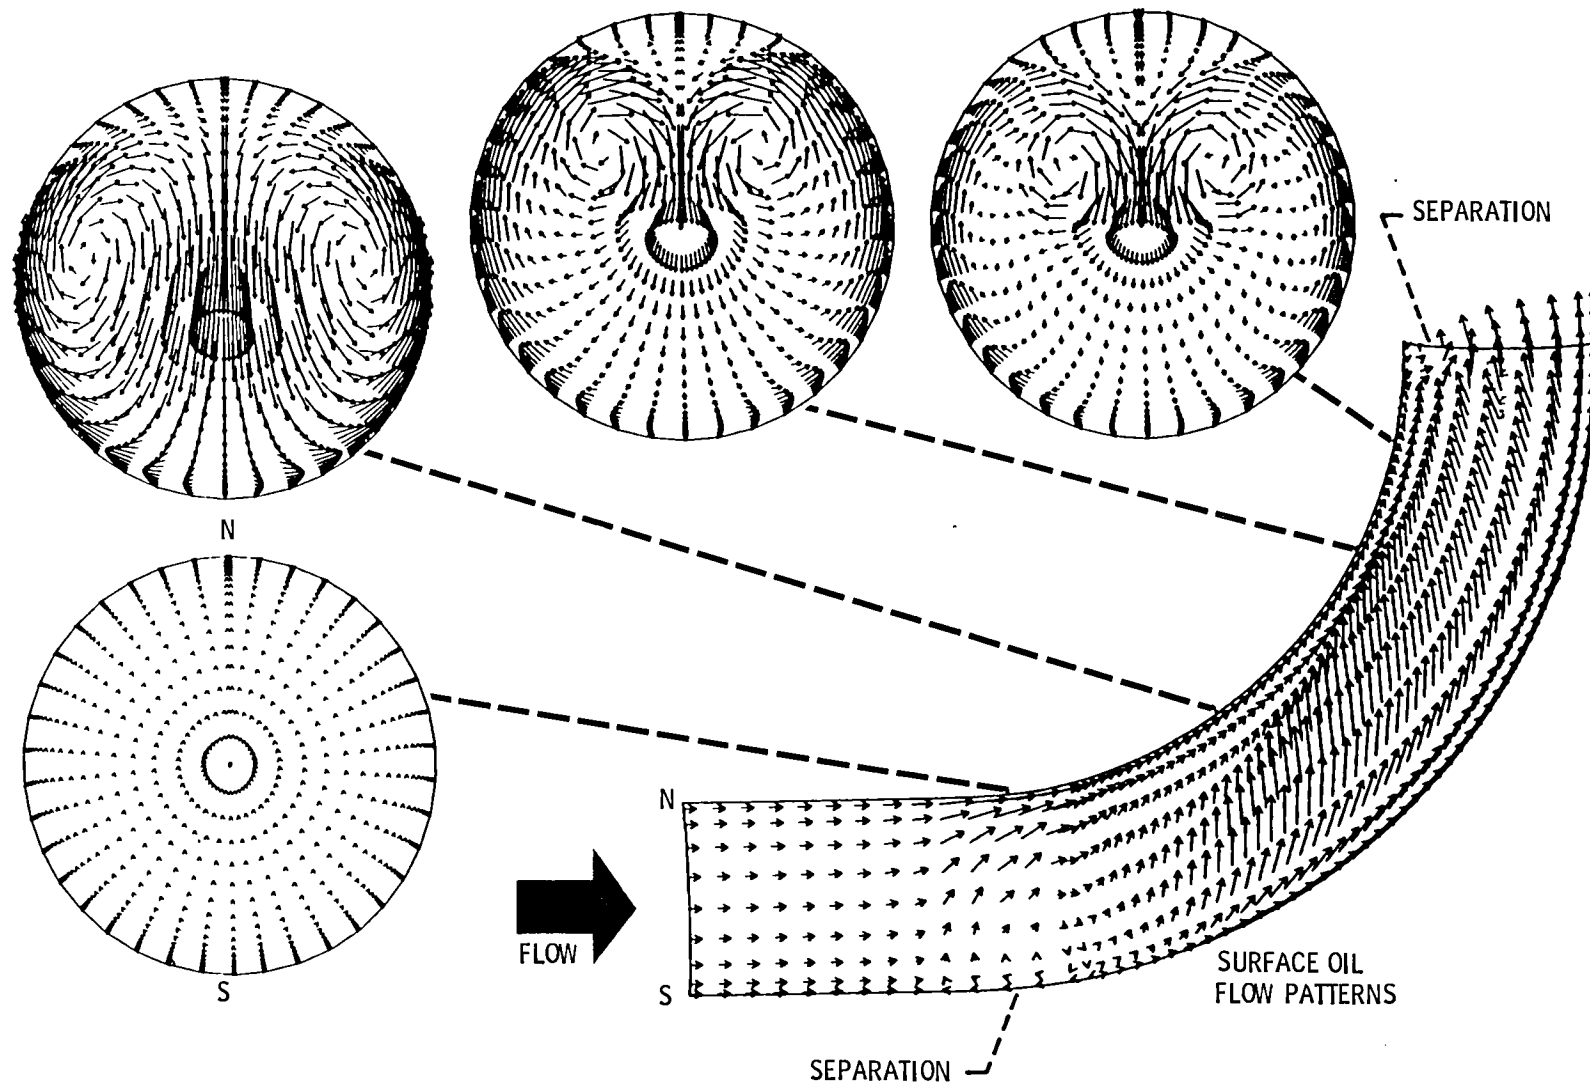 SEPARATION
N
N
S
S
FLOW
SURFACE OIL
FLOW PATTERNS
SEPARATION